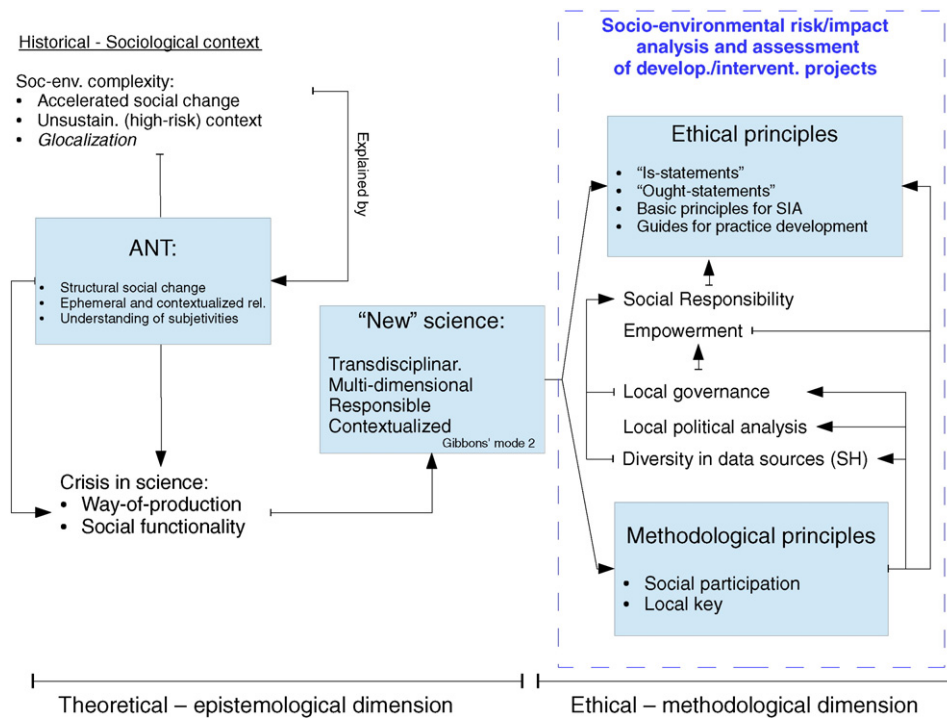 Historical - Sociological context
Soc-env. complexity:
• Accelerated social change
• Unsustain. (high-risk) context
• Glocalization
Explained by
ANT:
• Structural social change
• Ephemeral and contextualized rel.
• Understanding of subjetivities
Crisis in science:
• Way-of-production
• Social functionality
"New" science:
Transdisciplinar.
Multi-dimensional
Responsible
Contextualized
Gibbons' mode 2
Socio-environmental risk/impact
analysis and assessment
of develop./intervent. projects
Ethical principles
• "Is-statements"
• "Ought-statements"
• Basic principles for SIA
• Guides for practice development
Social Responsibility
Empowerment
Local governance
Local political analysis
Diversity in data sources (SH)
Methodological principles
• Social participation
• Local key
Theoretical – epistemological dimension
Ethical – methodological dimension